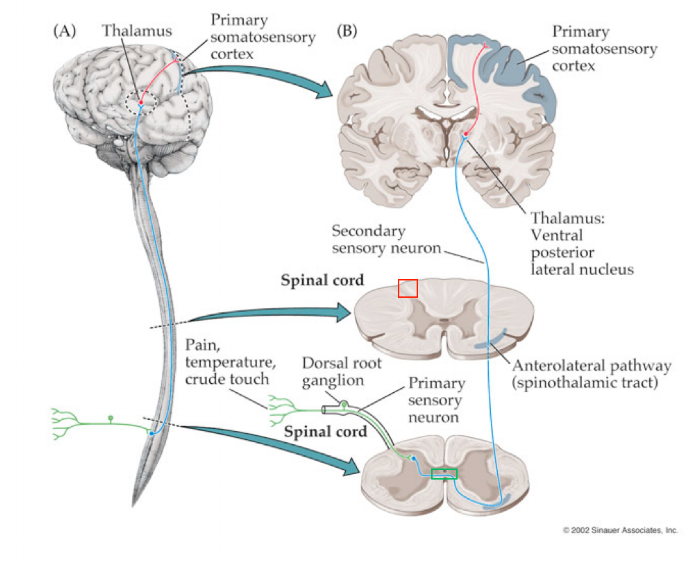 (A)
Thalamus
Primary
somatosensory
cortex
(B)
Primary
somatosensory
cortex
Thalamus:
Ventral
posterior
lateral nucleus
Secondary
sensory neuron
Spinal cord
Anterolateral pathway
(spinothalamic tract)
Pain,
temperature,
crude touch
Dorsal root
ganglion
Primary
sensory
neuron
Spinal cord
© 2002 Sinauer Associates, Inc.